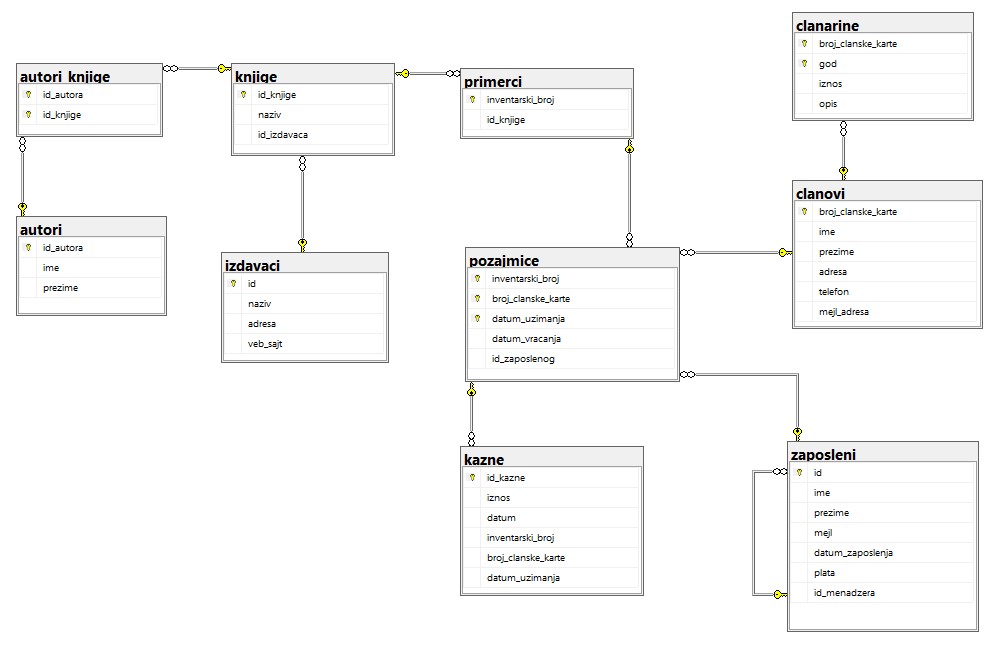 autori_knjige
id_autora
id_knjige
knjige
id_knjige
naziv
id_izdavaca
primerci
inventarski_broj
id_knjige
clanarine
broj_clanske_karte
god
iznos
opis
autori
id_autora
ime
prezime
izdavaci
id
naziv
adresa
veb_sajt
pozajmice
inventarski_broj
broj_clanske_karte
datum_uzimanja
datum_vracanja
id_zaposlenog
clanovi
broj_clanske_karte
ime
prezime
adresa
telefon
mejl_adresa
kazne
id_kazne
iznos
datum
inventarski_broj
broj_clanske_karte
datum_uzimanja
zaposleni
id
ime
prezime
mejl
datum_zaposlenja
plata
id_menadzera